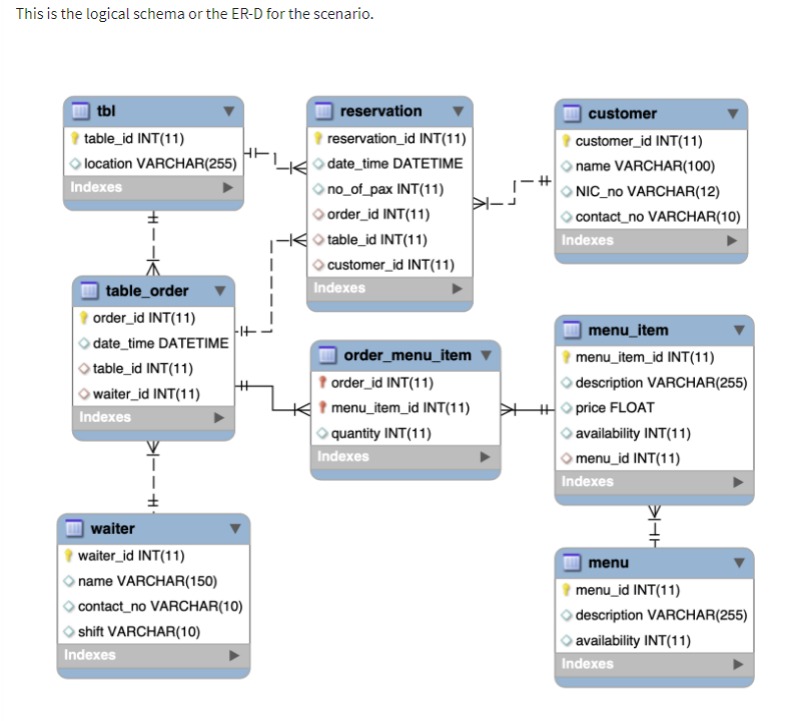 This is the logical schema or the ER-D for the scenario.
tbl
table_id INT(11)
location VARCHAR(255)
Indexes
reservation
reservation_id INT(11)
date_time DATETIME
no_of_pax INT(11)
order_id INT(11)
table_id INT(11)
customer_id INT(11)
Indexes
customer
customer_id INT(11)
name VARCHAR(100)
NIC_no VARCHAR(12)
contact_no VARCHAR(10)
Indexes
table_order
order_id INT(11)
date_time DATETIME
table_id INT(11)
waiter_id INT(11)
Indexes
order_menu_item
order_id INT(11)
menu_item_id INT(11)
quantity INT(11)
Indexes
menu_item
menu_item_id INT(11)
description VARCHAR(255)
price FLOAT
availability INT(11)
menu_id INT(11)
Indexes
waiter
waiter_id INT(11)
name VARCHAR(150)
contact_no VARCHAR(10)
shift VARCHAR(10)
Indexes
menu
menu_id INT(11)
description VARCHAR(255)
availability INT(11)
Indexes